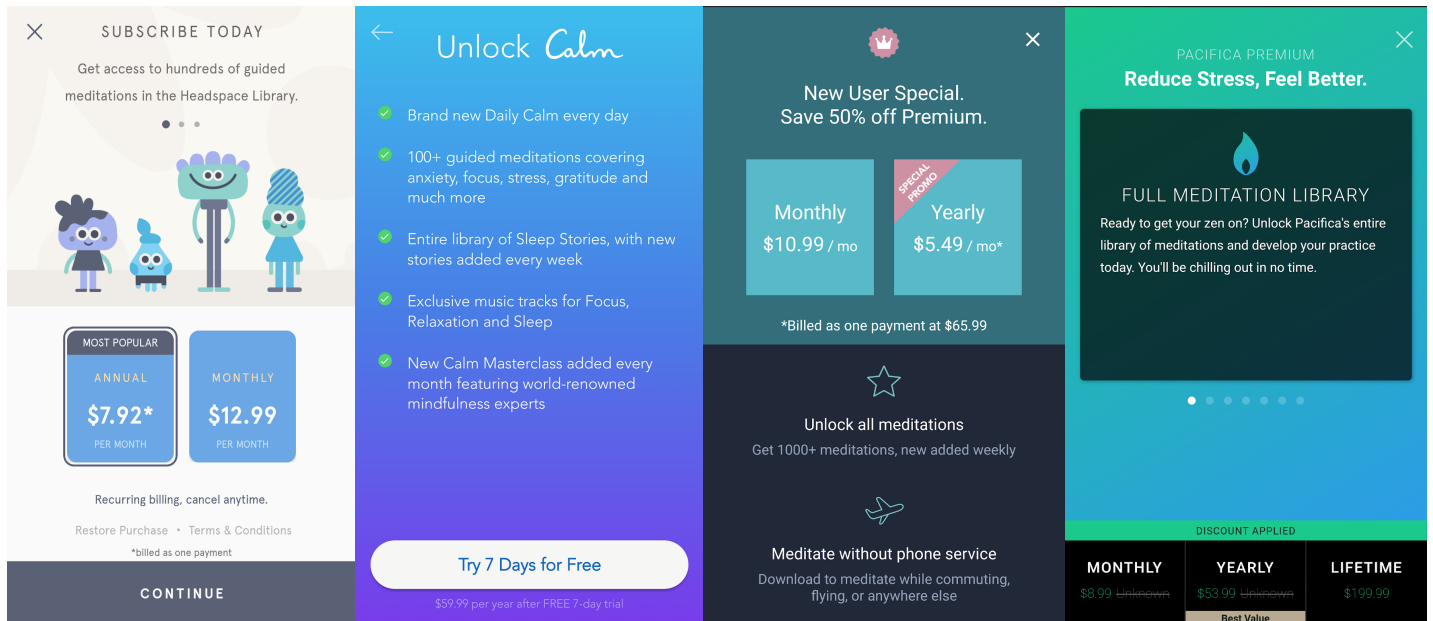 SUBSCRIBE TODAY
Get access to hundreds of guided
meditations in the Headspace Library.
MOST POPULAR
ANNUAL
$7.92*
PER MONTH
MONTHLY
$12.99
PER MONTH
Recurring billing, cancel anytime.
Restore Purchase • Terms & Conditions
*billed as one payment
CONTINUE
Unlock Calm
Brand new Daily Calm every day
100+ guided meditations covering
anxiety, focus, stress, gratitude and
much more
Entire library of Sleep Stories, with new
stories added every week
Exclusive music tracks for Focus,
Relaxation and Sleep
New Calm Masterclass added every
month featuring world-renowned
mindfulness experts
Try 7 Days for Free
$59.99 per year after FREE 7-day trial
New User Special.
Save 50% off Premium.
Monthly
$10.99 / mo
SPECIAL
PROMO
Yearly
$5.49 / mo*
*Billed as one payment at $65.99
Unlock all meditations
Get 1000+ meditations, new added weekly
Meditate without phone service
Download to meditate while commuting,
flying, or anywhere else
PACIFICA PREMIUM
Reduce Stress, Feel Better.
FULL MEDITATION LIBRARY
Ready to get your zen on? Unlock Pacifica's entire
library of meditations and develop your practice
today. You'll be chilling out in no time.
DISCOUNT APPLIED
MONTHLY
$8.99 Unknown
YEARLY
$53.99 Unknown
Best Value
LIFETIME
$199.99